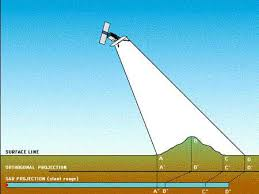 SURFACE LINE
A C D
ORTHOGONAL PROJECTION A' B' C' D'
SAR PROJECTION (slant range)
A" B" C" D"